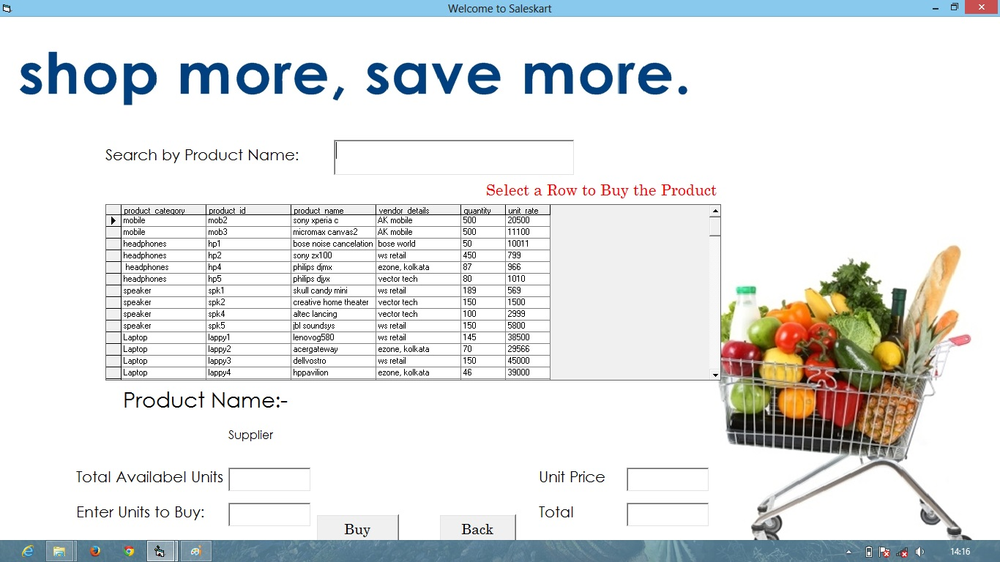 Welcome to Saleskart
shop more, save more.
Search by Product Name:
Select a Row to Buy the Product
product_category product_id product_name vendor_details quantity unit_rate
mobile mob2 sony xperia c AK mobile 500 20500
mobile mob3 micromax canvas2 AK mobile 500 11100
headphones hp1 bose noise cancelation bose world 50 10011
headphones hp2 sony zx100 ws retail 450 799
headphones hp4 philips djmx ezone, kolkata 87 966
headphones hp5 philips djyx vector tech 80 1010
speaker spk1 skull candy mini ws retail 189 569
speaker spk2 creative home theater vector tech 150 1500
speaker spk4 altec lancing vector tech 100 2999
speaker spk5 jbl soundsys ws retail 150 5800
Laptop lappy1 lenovog580 ws retail 145 38500
Laptop lappy2 acergateway ezone, kolkata 70 29566
Laptop lappy3 dellvostro ws retail 150 45000
Laptop lappy4 hppavilion ezone, kolkata 46 39000
Product Name:-
Supplier
Total Availabel Units Unit Price
Enter Units to Buy: Total
Buy Back
14:16